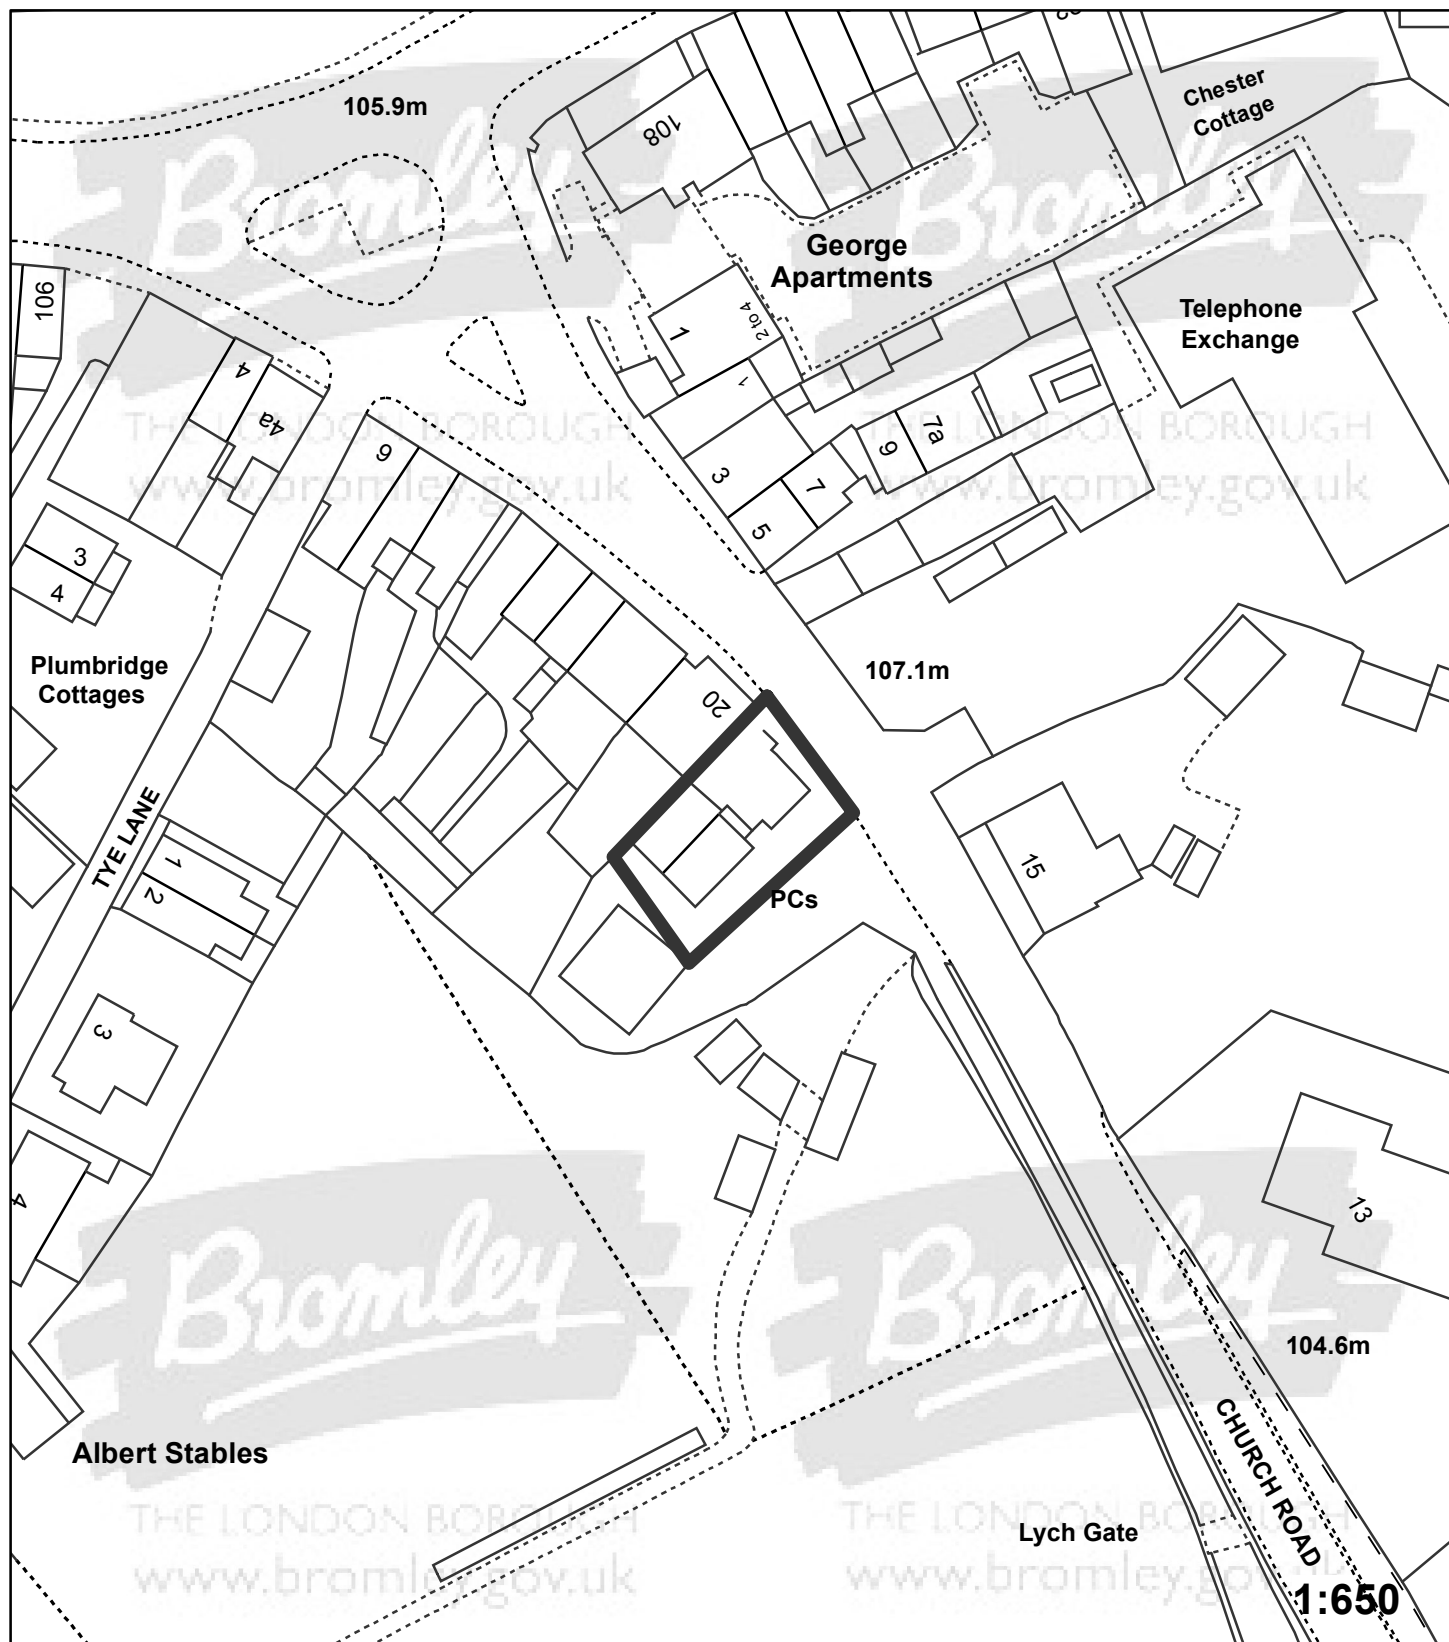 105.9m
108
Chester
Cottage
George
Apartments
Telephone
Exchange
106
1
2 to 4
1
4
4a
6
3
9
7a
7
5
3
4
Plumbridge
Cottages
107.1m
20
TYE LANE
1
2
15
PCs
3
4
13
104.6m
CHURCH ROAD
Albert Stables
Lych Gate
1:650
Bromley
THE LONDON BOROUGH
www.bromley.gov.uk
Bromley
THE LONDON BOROUGH
www.bromley.gov.uk
Bromley
THE LONDON BOROUGH
www.bromley.gov.uk
Bromley
THE LONDON BOROUGH
www.bromley.gov.uk